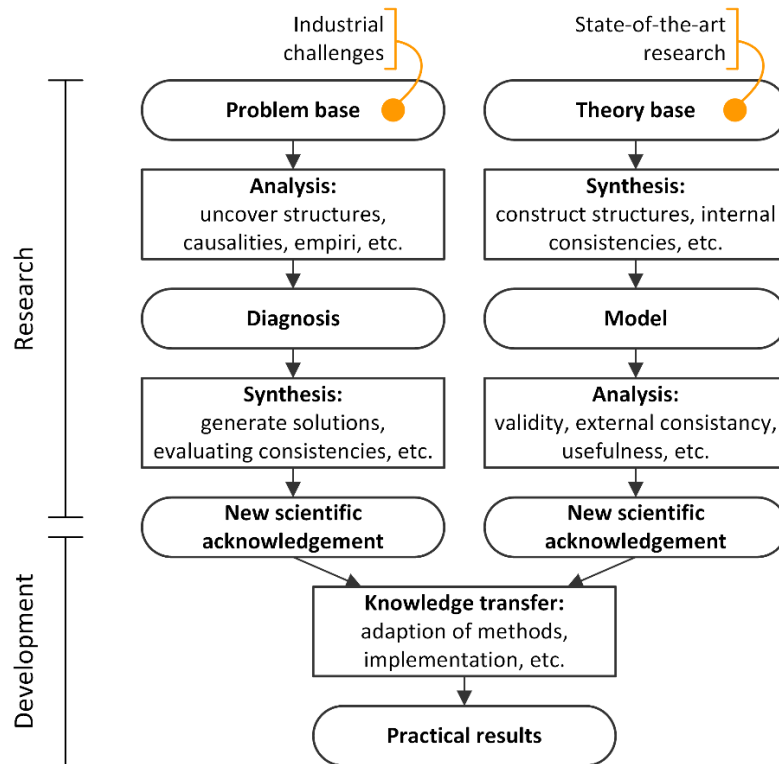 Industrial
challenges
State-of-the-art
research
Problem base
Theory base
Analysis:
uncover structures,
causalities, empiri, etc.
Synthesis:
construct structures, internal
consistencies, etc.
Research
Diagnosis
Model
Synthesis:
generate solutions,
evaluating consistencies, etc.
Analysis:
validity, external consistancy,
usefulness, etc.
New scientific
acknowledgement
New scientific
acknowledgement
Development
Knowledge transfer:
adaption of methods,
implementation, etc.
Practical results